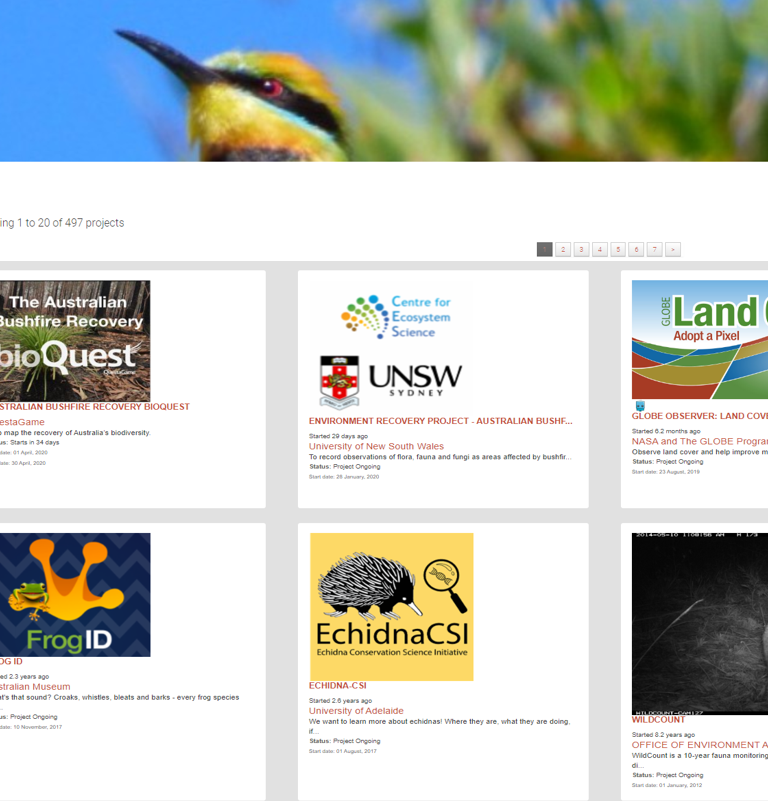 ing 1 to 20 of 497 projects
1 2 3 4 5 6 7 »
The Australian
Bushfire Recovery
bioQuest
QuestaGame
STRALIAN BUSHFIRE RECOVERY BIOQUEST
estaGame
o map the recovery of Australia's biodiversity.
us: Starts in 34 days
date: 01 April, 2020
ate: 30 April, 2020
Centre for
Ecosystem
Science
UNSW
SYDNEY
ENVIRONMENT RECOVERY PROJECT - AUSTRALIAN BUSHF...
Started 29 days ago
University of New South Wales
To record observations of flora, fauna and fungi as areas affected by bushfir...
Status: Project Ongoing
Start date: 28 January, 2020
GLOBE
Land C
Adopt a Pixel
GLOBE OBSERVER: LAND COVE
Started 6.2 months ago
NASA and The GLOBE Program
Observe land cover and help improve m
Status: Project Ongoing
Start date: 23 August, 2019
FrogID
OG ID
ted 2.3 years ago
stralian Museum
at's that sound? Croaks, whistles, bleats and barks - every frog species
...
us: Project Ongoing
date: 10 November, 2017
EchidnaCSI
Echidna Conservation Science Initiative
ECHIDNA-CSI
Started 2.6 years ago
University of Adelaide
We want to learn more about echidnas! Where they are, what they are doing,
if...
Status: Project Ongoing
Start date: 01 August, 2017
2014-05-10 1:08:56 AM M 1/3
WILDCOUNT-CAM127
WILDCOUNT
Started 8.2 years ago
OFFICE OF ENVIRONMENT A
WildCount is a 10-year fauna monitoring
di...
Status: Project Ongoing
Start date: 01 January, 2012